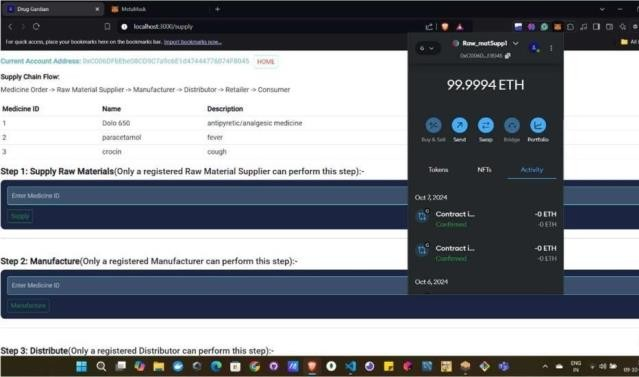 Drug Gardian
MetaMask
localhost:3000/supply
For quick access, place your bookmarks here on the bookmarks bar. Import bookmarks now...
Current Account Address:
HOME
Supply Chain Flow:
Medicine Order -> Raw Material Supplier -> Manufacturer -> Distributor -> Retailer -> Consumer
Medicine ID Name Description
1 Dolo 650 antipyretic/analgesic medicine
2 paracetamol fever
3 crocin cough
Step 1: Supply Raw Materials(Only a registered Raw Material Supplier can perform this step):-
Enter Medicine ID
Supply
Step 2: Manufacture(Only a registered Manufacturer can perform this step):-
Enter Medicine ID
Manufacture
Step 3: Distribute(Only a registered Distributor can perform this step):-
G
Raw_matSuppl
99.9994 ETH
Buy & Sell Send Swap Bridge Portfolio
Tokens NFTs Activity
Oct 7, 2024
G Contract i... -0 ETH
Confirmed -0 ETH
G Contract i... -0 ETH
Confirmed -0 ETH
Oct 6, 2024
All
ENG
IN
09:10